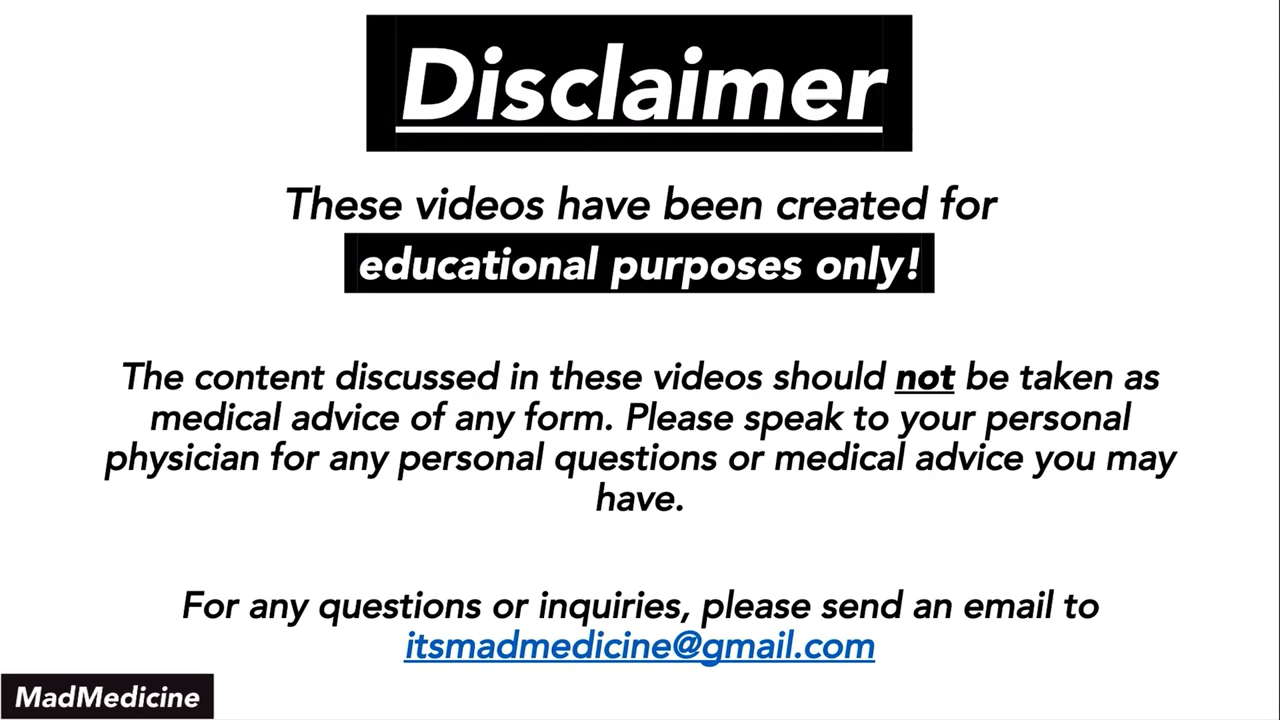 Disclaimer
These videos have been created for
educational purposes only!
The content discussed in these videos should not be taken as
medical advice of any form. Please speak to your personal
physician for any personal questions or medical advice you may
have.
For any questions or inquiries, please send an email to
itsmadmedicine@gmail.com
MadMedicine